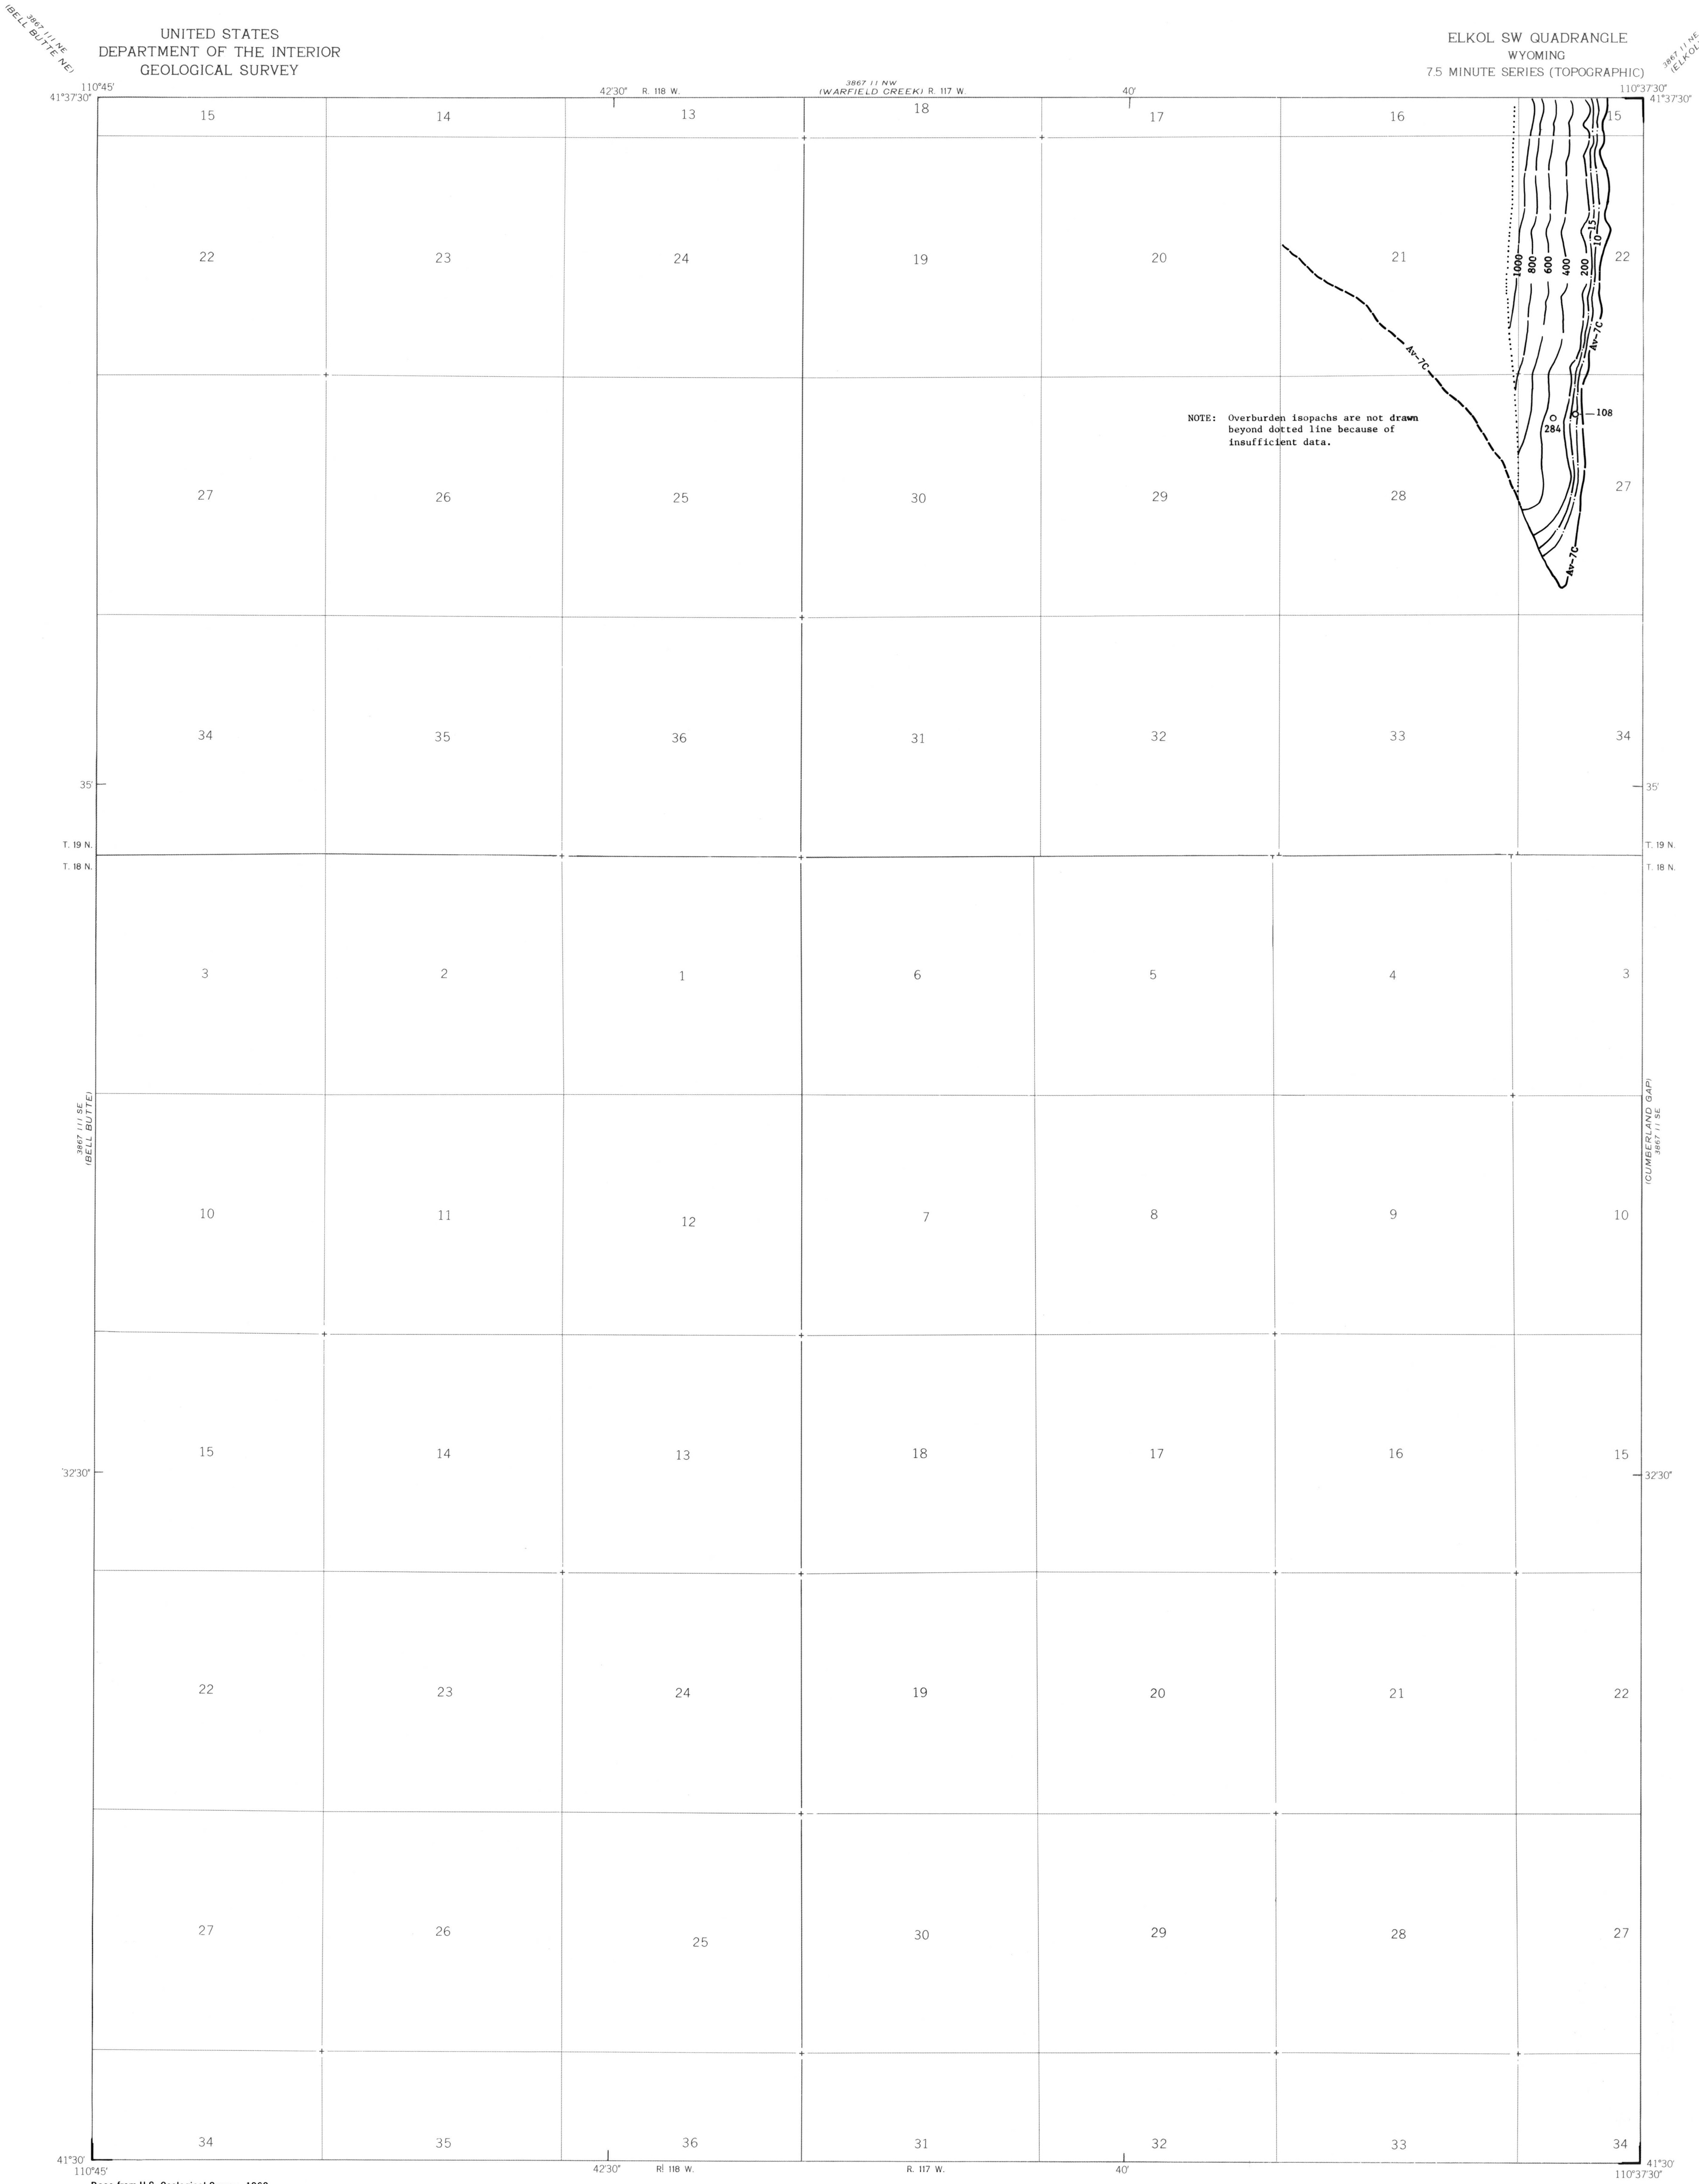 3867 III NE
(BELL BUTTE NE)
UNITED STATES
DEPARTMENT OF THE INTERIOR
GEOLOGICAL SURVEY
ELKOL SW QUADRANGLE
WYOMING
7.5 MINUTE SERIES (TOPOGRAPHIC)
3867 II NE
(ELKOL)
110°45'
41°37'30"
42'30" R. 118 W.
3867 II NW
(WARFIELD CREEK) R. 117 W.
40'
110°37'30"
41°37'30"
15 14 13 18 17 16 15
22 23 24 19 20 21 22
1000 800 600 400 200 15 10
Av-7C
Av-7C
NOTE: Overburden isopachs are not drawn
beyond dotted line because of
insufficient data.
284
108
27 26 25 30 29 28 27
Av-7C
34 35 36 31 32 33 34
35'
35'
T. 19 N.
T. 18 N.
T. 19 N.
T. 18 N.
3 2 1 6 5 4 3
3867 III SE
(BELL BUTTE)
(CUMBERLAND GAP)
3867 II SE
10 11 12 7 8 9 10
15 14 13 18 17 16 15
32'30"
32'30"
22 23 24 19 20 21 22
27 26 25 30 29 28 27
34 35 36 31 32 33 34
41°30'
110°45'
42'30" R. 118 W.
R. 117 W.
40'
41°30'
110°37'30"